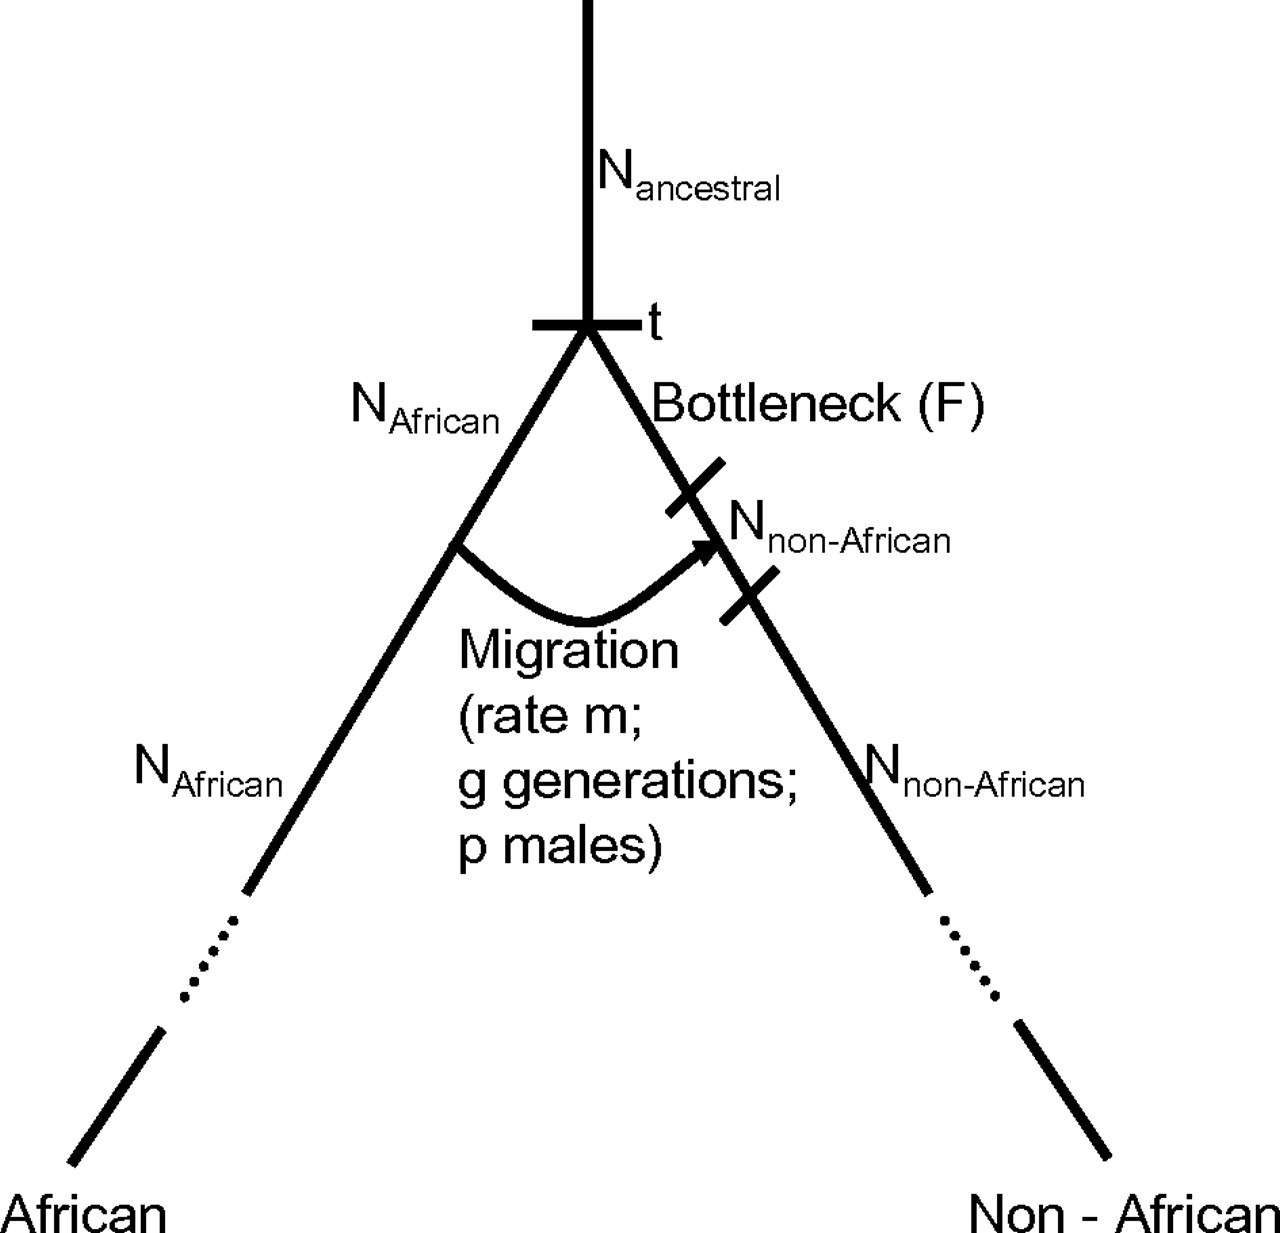 Nancestral
t
NAfrican
Bottleneck (F)
Nnon-African
Migration
(rate m;
g generations;
p males)
NAfrican
Nnon-African
African
Non - African